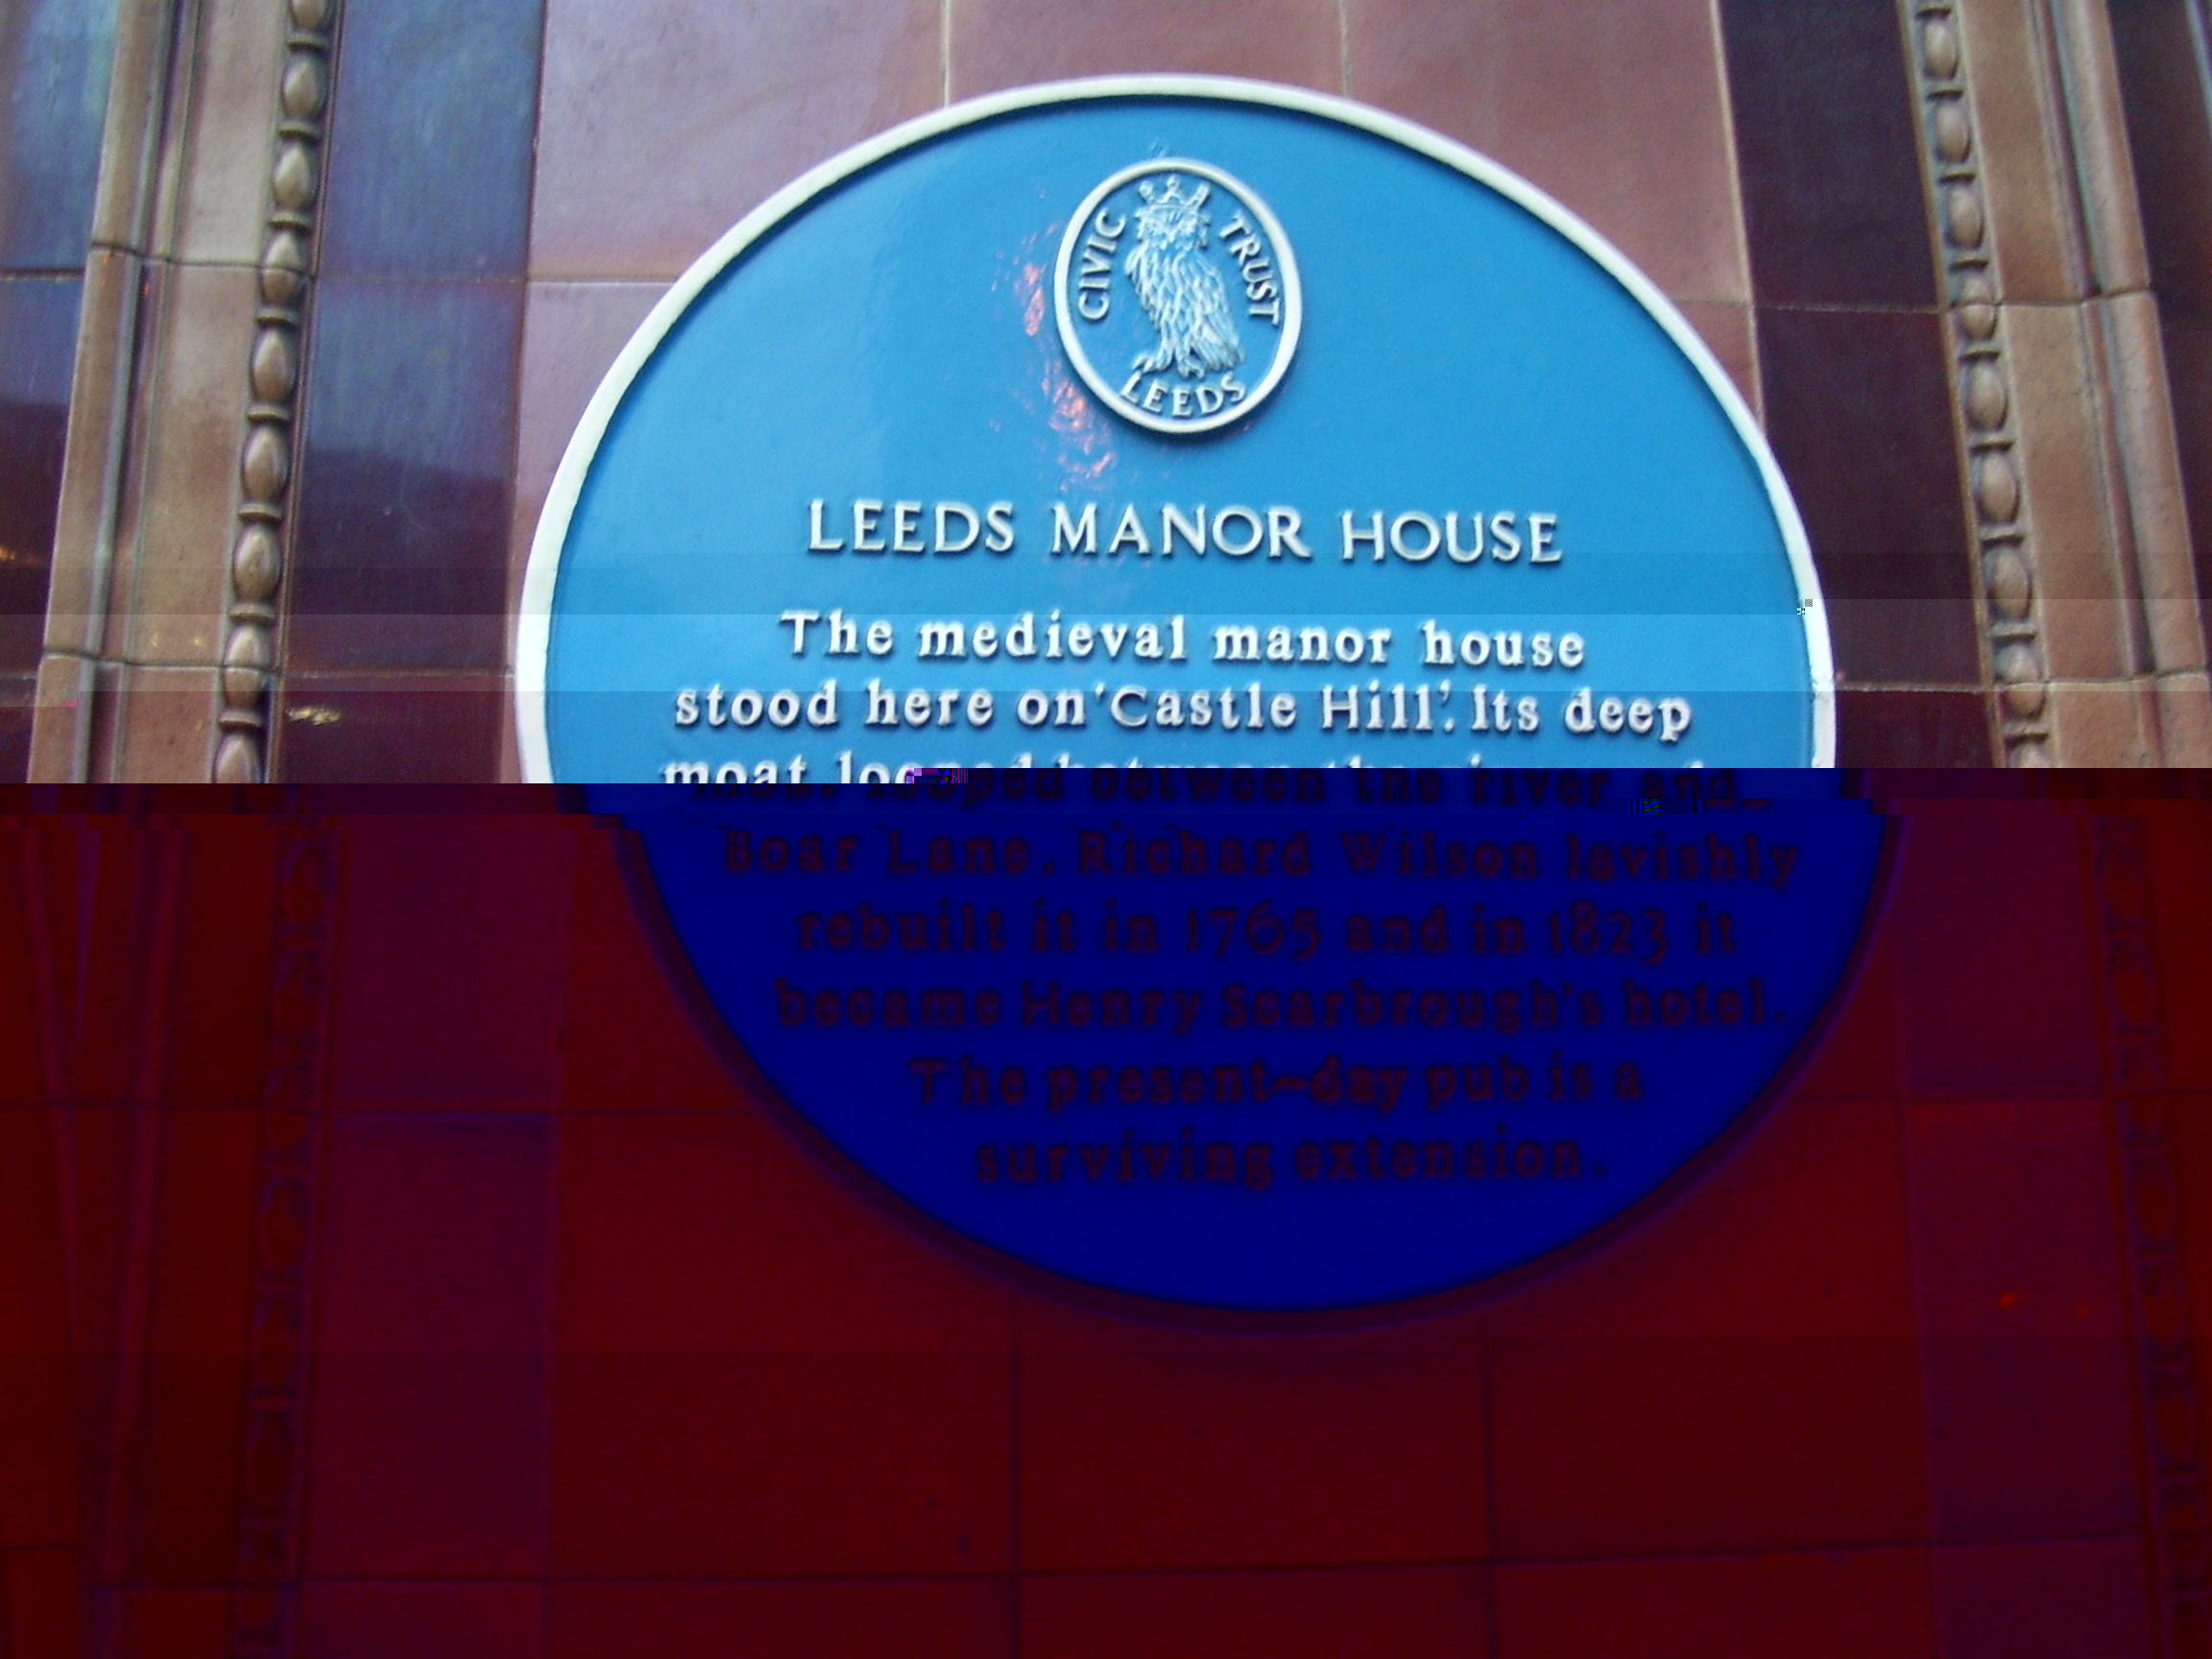 CIVIC TRUST
LEEDS
LEEDS MANOR HOUSE
The medieval manor house
stood here on 'Castle Hill'. Its deep
moat looped between the river and
Boar Lane. Richard Wilson lavishly
rebuilt it in 1765 and in 1823 it
became Henry Scarbrough's hotel.
The present-day pub is a
surviving extension.